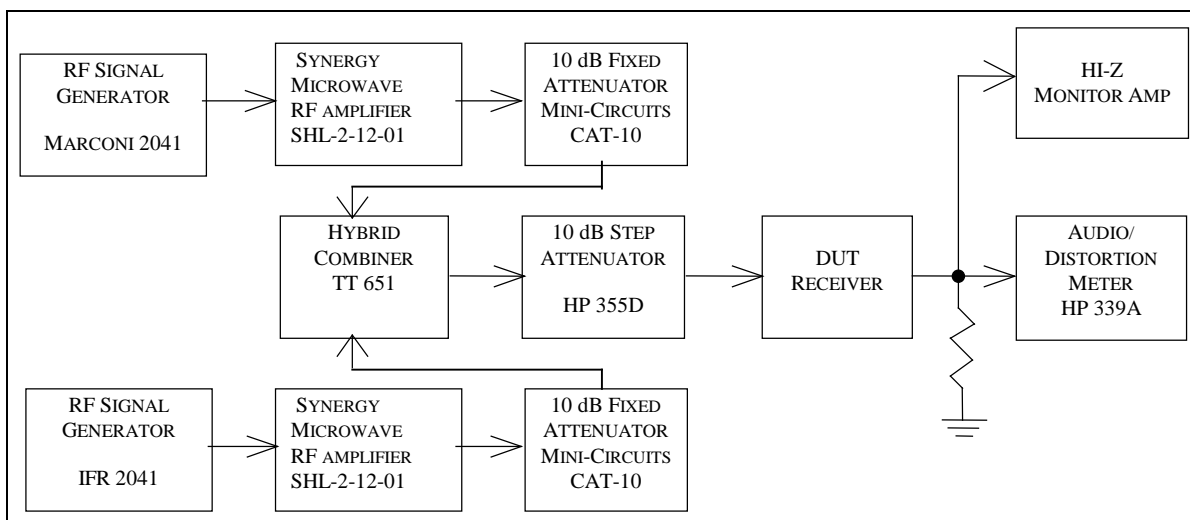 RF SIGNAL
GENERATOR
MARCONI 2041
SYNERGY
MICROWAVE
RF AMPLIFIER
SHL-2-12-01
10 dB FIXED
ATTENUATOR
MINI-CIRCUITS
CAT-10
HI-Z
MONITOR AMP
HYBRID
COMBINER
TT 651
10 dB STEP
ATTENUATOR
HP 355D
DUT
RECEIVER
AUDIO/
DISTORTION
METER
HP 339A
RF SIGNAL
GENERATOR
IFR 2041
SYNERGY
MICROWAVE
RF AMPLIFIER
SHL-2-12-01
10 dB FIXED
ATTENUATOR
MINI-CIRCUITS
CAT-10